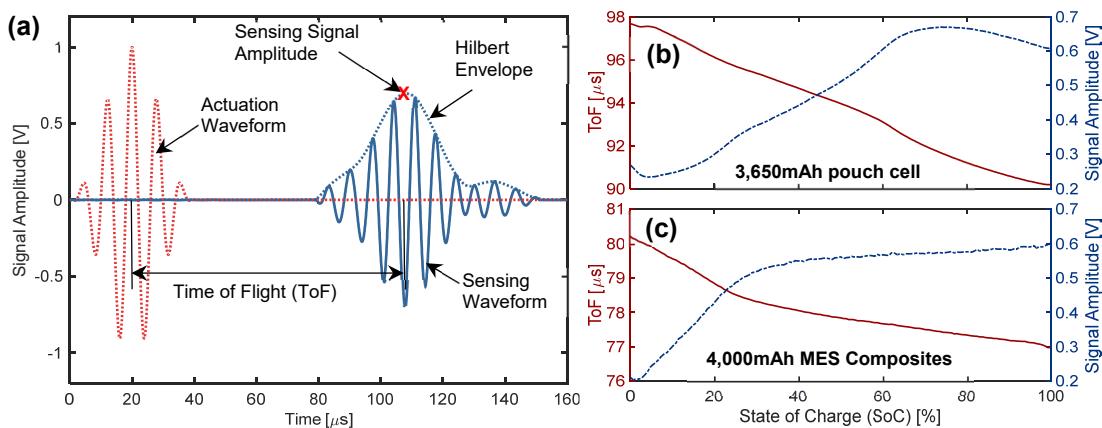 (a)
Sensing Signal
Amplitude
Hilbert
Envelope
Actuation
Waveform
Time of Flight (ToF)
Sensing
Waveform
Signal Amplitude [V]
1
0.5
0
-0.5
-1
0 20 40 60 80 100 120 140 160
Time [μs]
(b)
ToF [μs]
98
96
94
92
90
3,650mAh pouch cell
0.7
0.6
0.5
0.4
0.3
0.2
Signal Amplitude [V]
(c)
ToF [μs]
81
80
79
78
77
76
4,000mAh MES Composites
0.7
0.6
0.5
0.4
0.3
0.2
Signal Amplitude [V]
0 20 40 60 80 100
State of Charge (SoC) [%]